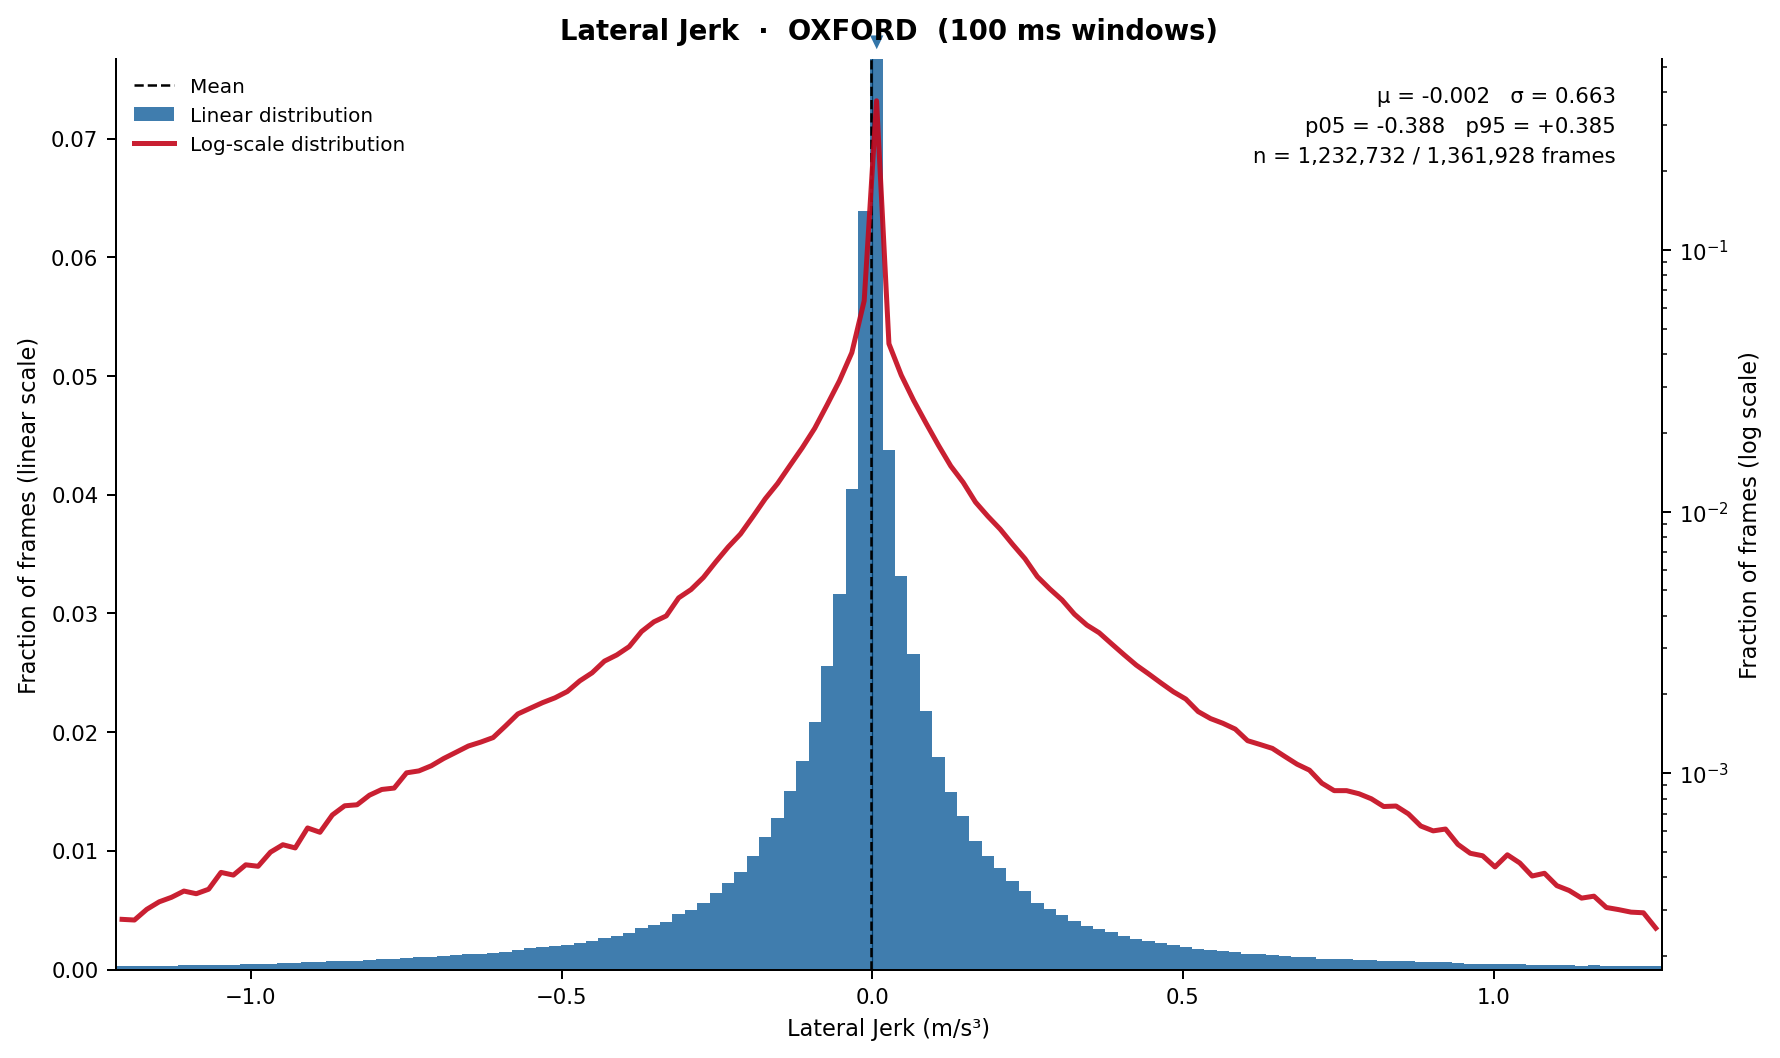 Lateral Jerk · OXFORD (100 ms windows)
Mean
Linear distribution
Log-scale distribution
μ = -0.002 σ = 0.663
p05 = -0.388 p95 = +0.385
n = 1,232,732 / 1,361,928 frames
0.07
0.06
0.05
0.04
0.03
0.02
0.01
0.00
Fraction of frames (linear scale)
10⁻¹
10⁻²
10⁻³
Fraction of frames (log scale)
−1.0
−0.5
0.0
0.5
1.0
Lateral Jerk (m/s³)